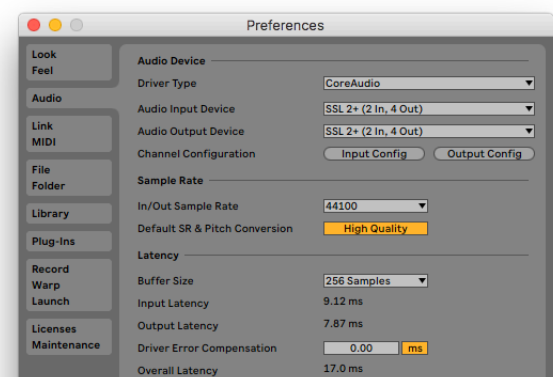 Preferences
Look
Feel
Audio
Link
MIDI
File
Folder
Library
Plug-Ins
Record
Warp
Launch
Licenses
Maintenance
Audio Device
Driver Type CoreAudio
Audio Input Device SSL 2+ (2 In, 4 Out)
Audio Output Device SSL 2+ (2 In, 4 Out)
Channel Configuration Input Config Output Config
Sample Rate
In/Out Sample Rate 44100
Default SR & Pitch Conversion High Quality
Latency
Buffer Size 256 Samples
Input Latency 9.12 ms
Output Latency 7.87 ms
Driver Error Compensation 0.00 ms
Overall Latency 17.0 ms